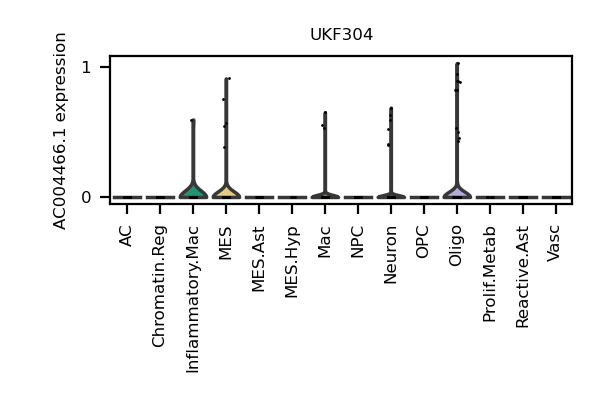 UKF304
AC004466.1 expression
1
0
AC
Chromatin.Reg
Inflammatory.Mac
MES
MES.Ast
MES.Hyp
Mac
NPC
Neuron
OPC
Oligo
Prolif.Metab
Reactive.Ast
Vasc